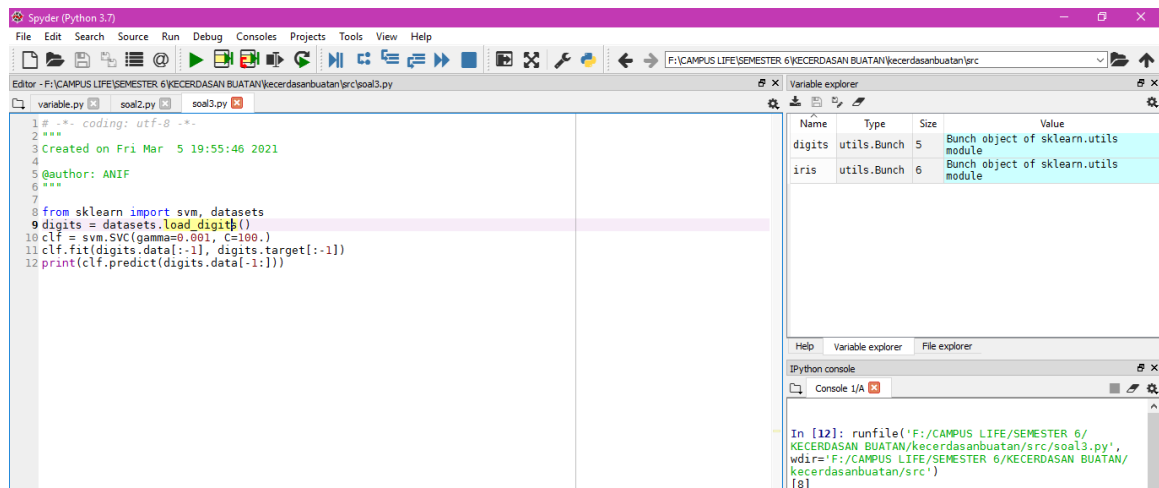 Spyder (Python 3.7)
File Edit Search Source Run Debug Consoles Projects Tools View Help
F:\CAMPUS LIFE\SEMESTER 6\KECERDASAN BUATAN\kecerdasanbuatan\src
Editor - F:\CAMPUS LIFE\SEMESTER 6\KECERDASAN BUATAN\kecerdasanbuatan\src\soal3.py
variable.py soal2.py soal3.py
1 # -*- coding: utf-8 -*-
2 """
3 Created on Fri Mar  5 19:55:46 2021
4
5 @author: ANIF
6 """
7
8 from sklearn import svm, datasets
9 digits = datasets.load_digits()
10 clf = svm.SVC(gamma=0.001, C=100.)
11 clf.fit(digits.data[:-1], digits.target[:-1])
12 print(clf.predict(digits.data[-1:]))
Variable explorer
Name Type Size Value
digits utils.Bunch 5 Bunch object of sklearn.utils
module
iris utils.Bunch 6 Bunch object of sklearn.utils
module
Help Variable explorer File explorer
IPython console
Console 1/A
In [12]: runfile('F:/CAMPUS LIFE/SEMESTER 6/
KECERDASAN BUATAN/kecerdasanbuatan/src/soal3.py',
wdir='F:/CAMPUS LIFE/SEMESTER 6/KECERDASAN BUATAN/
kecerdasanbuatan/src')
[8]